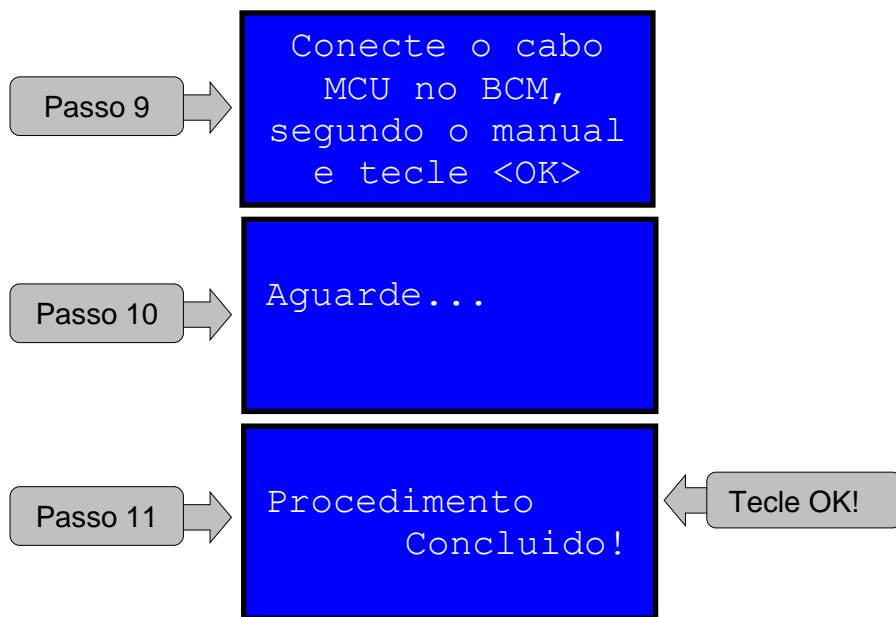 Passo 9
Conecte o cabo
MCU no BCM,
segundo o manual
e tecle <OK>
Passo 10
Aguarde...
Passo 11
Procedimento
Concluido!
Tecle OK!